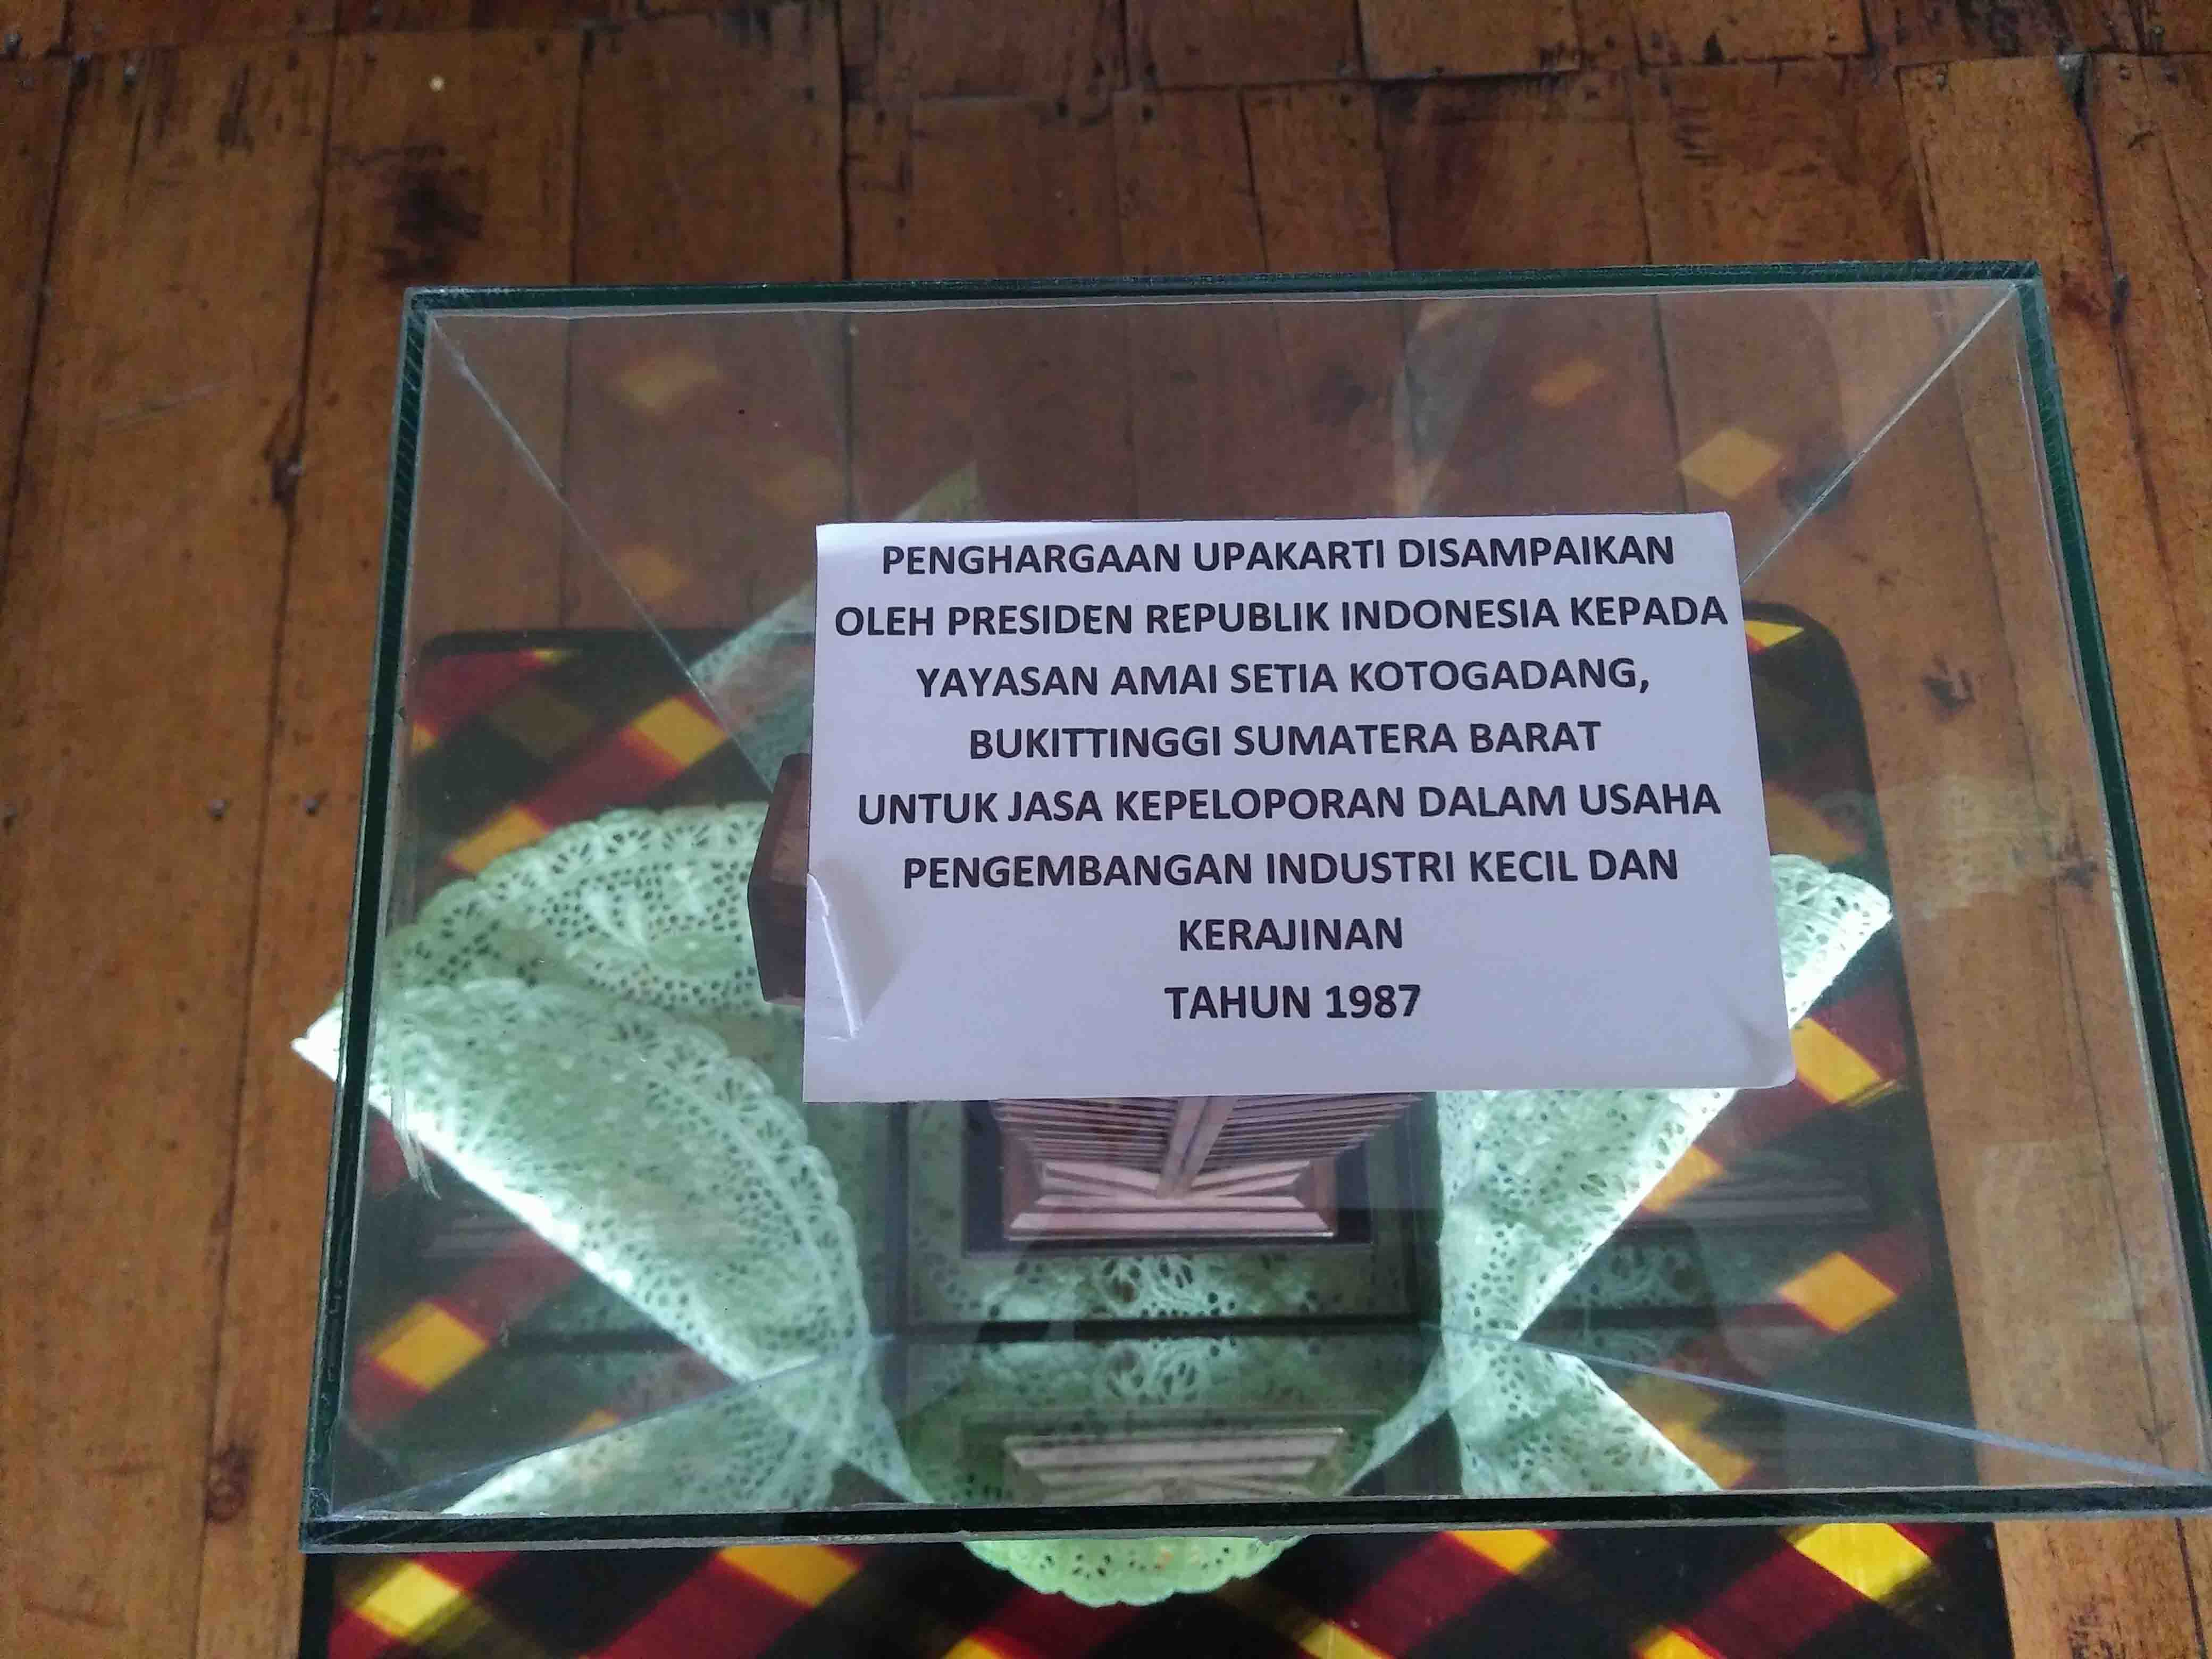 PENGHARGAAN UPAKARTI DISAMPAIKAN
OLEH PRESIDEN REPUBLIK INDONESIA KEPADA
YAYASAN AMAI SETIA KOTOGADANG,
BUKITTINGGI SUMATERA BARAT
UNTUK JASA KEPELOPORAN DALAM USAHA
PENGEMBANGAN INDUSTRI KECIL DAN
KERAJINAN
TAHUN 1987